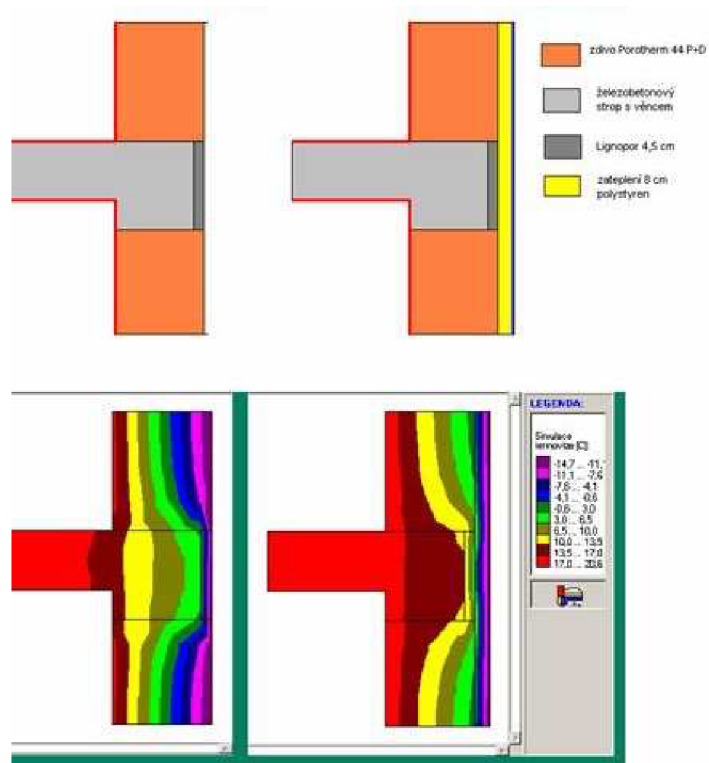 zdivo Porotherm 44 P+D
železobetonový
strop s věncem
Lignopor 4,5 cm
zateplení 8 cm
polystyren
LEGENDA:
Simulace
termovize [C]:
-14,7 ... -11,1
-11,1 ... -7,6
-7,6 ... -4,1
-4,1 ... -0,6
-0,6 ... 3,0
3,0 ... 6,5
6,5 ... 10,0
10,0 ... 13,5
13,5 ... 17,0
17,0 ... 20,6